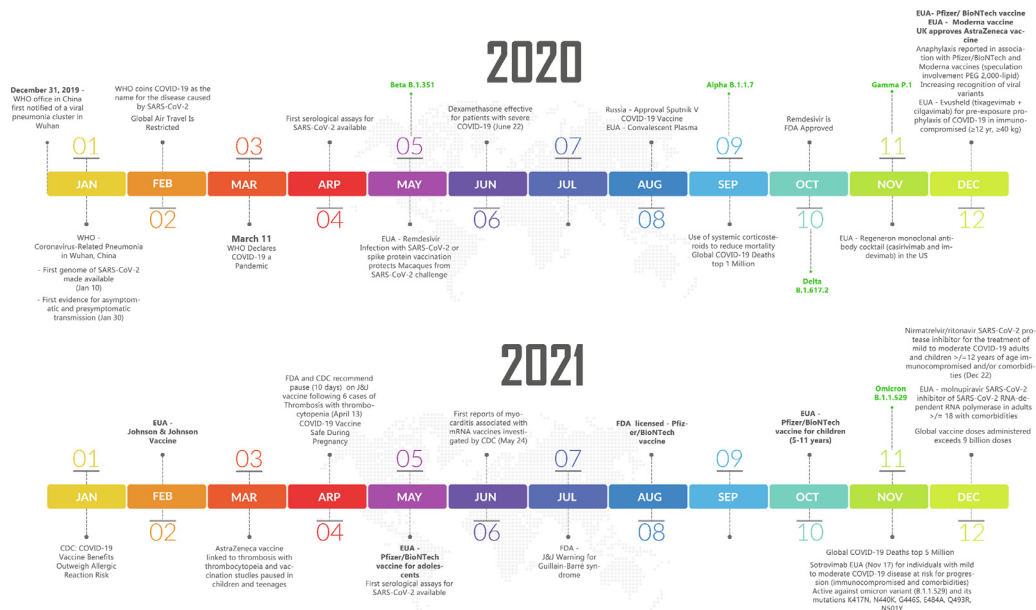 2020
December 31, 2019 -
WHO office in China
first notified of a viral
pneumonia cluster in
Wuhan
WHO coins COVID-19 as the
name for the disease caused
by SARS-CoV-2
Global Air Travel Is
Restricted
First serological assays for
SARS-CoV-2 available
Beta B.1.351
Dexamethasone effective
for patients with severe
COVID-19 (June 22)
Russia - Approval Sputnik V
COVID-19 Vaccine
EUA - Convalescent Plasma
Alpha B.1.1.7
Remdesivir is
FDA Approved
Gamma P.1
EUA- Pfizer/ BioNTech vaccine
EUA - Moderna vaccine
UK approves AstraZeneca vac-
cine
Anaphylaxis reported in associa-
tion with Pfizer/BioNTech and
Moderna vaccines (speculation
involvement PEG 2,000-lipid)
Increasing recognition of viral
variants
EUA - Evusheld (tixagevimab +
cilgavimab) for pre-exposure pro-
phylaxis of COVID-19 in immuno-
compromised (≥12 yr, ≥40 kg)
01 03 05 07 09 11
JAN FEB MAR ARP MAY JUN JUL AUG SEP OCT NOV DEC
02 04 06 08 10 12
WHO -
Coronavirus-Related Pneumonia
in Wuhan, China
- First genome of SARS-CoV-2
made available
(Jan 10)
- First evidence for asymptom-
atic and presymptomatic
transmission (Jan 30)
March 11
WHO Declares
COVID-19 a
Pandemic
EUA - Remdesivir
Infection with SARS-CoV-2 or
spike protein vaccination
protects Macaques from
SARS-CoV-2 challenge
Use of systemic corticoste-
roids to reduce mortality
Global COVID-19 Deaths
top 1 Million
Delta
B.1.617.2
EUA - Regeneron monoclonal anti-
body cocktail (casirivimab and im-
devimab) in the US
2021
EUA -
Johnson & Johnson
Vaccine
FDA and CDC recommend
pause (10 days) on J&J
vaccine following 6 cases of
Thrombosis with thrombo-
cytopenia (April 13)
COVID-19 Vaccine
Safe During
Pregnancy
First reports of myo-
carditis associated with
mRNA vaccines investi-
gated by CDC (May 24)
FDA licensed - Pfiz-
er/BionTech
vaccine
EUA -
Pfizer/BioNTech
vaccine for children
(5-11 years)
Omicron
B.1.1.529
Nirmatrelvir/ritonavir SARS-CoV-2 pro-
tease inhibitor for the treatment of
mild to moderate COVID-19 adults
and children >/=12 years of age im-
munocompromised and/or comorbidi-
ties (Dec 22)
EUA - molnupiravir SARS-CoV-2
inhibitor of SARS-CoV-2 RNA-de-
pendent RNA polymerase in adults
>/= 18 with comorbidities
Global vaccine doses administered
exceeds 9 billion doses
01 03 05 07 09 11
JAN FEB MAR ARP MAY JUN JUL AUG SEP OCT NOV DEC
02 04 06 08 10 12
CDC: COVID-19
Vaccine Benefits
Outweigh Allergic
Reaction Risk
AstraZeneca vaccine
linked to thrombosis with
thrombocytopeia and vac-
cination studies paused in
children and teenages
EUA -
Pfizer/BioNTech
vaccine for adoles-
cents
First serological assays for
SARS-CoV-2 available
FDA -
J&J Warning for
Guillain-Barré syn-
drome
Global COVID-19 Deaths top 5 Million
Sotrovimab EUA (Nov 17) for individuals with mild
to moderate COVID-19 disease at risk for progres-
sion (immunocompromised and comorbidities)
Active against omicron variant (B.1.1.529) and its
mutations K417N, N440K, G446S, E484A, Q493R,
N501Y